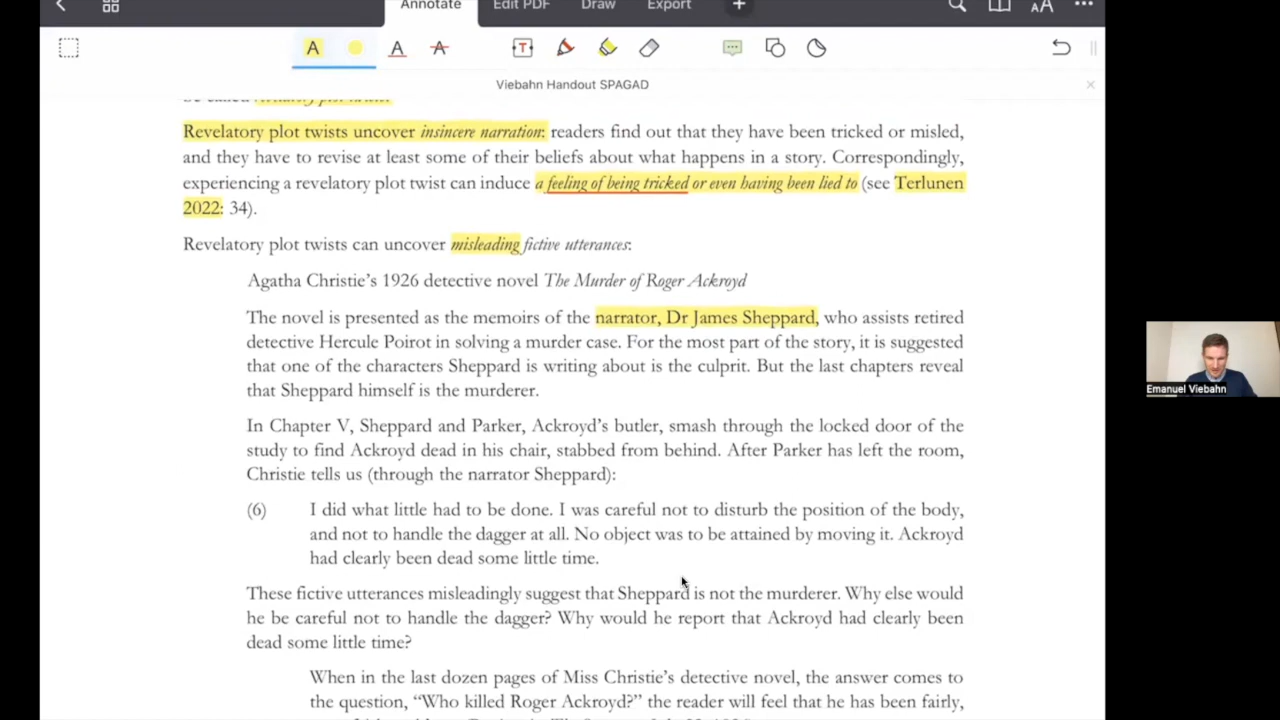 Annotate Edit PDF Draw Export
Viebahn Handout SPAGAD
Revelatory plot twists uncover insincere narration: readers find out that they have been tricked or misled,
and they have to revise at least some of their beliefs about what happens in a story. Correspondingly,
experiencing a revelatory plot twist can induce a feeling of being tricked or even having been lied to (see Terlunen
2022: 34).
Revelatory plot twists can uncover misleading fictive utterances:
Agatha Christie's 1926 detective novel The Murder of Roger Ackroyd
The novel is presented as the memoirs of the narrator, Dr James Sheppard, who assists retired
detective Hercule Poirot in solving a murder case. For the most part of the story, it is suggested
that one of the characters Sheppard is writing about is the culprit. But the last chapters reveal
that Sheppard himself is the murderer.
Emanuel Viebahn
In Chapter V, Sheppard and Parker, Ackroyd's butler, smash through the locked door of the
study to find Ackroyd dead in his chair, stabbed from behind. After Parker has left the room,
Christie tells us (through the narrator Sheppard):
(6) I did what little had to be done. I was careful not to disturb the position of the body,
and not to handle the dagger at all. No object was to be attained by moving it. Ackroyd
had clearly been dead some little time.
These fictive utterances misleadingly suggest that Sheppard is not the murderer. Why else would
he be careful not to handle the dagger? Why would he report that Ackroyd had clearly been
dead some little time?
When in the last dozen pages of Miss Christie's detective novel, the answer comes to
the question, "Who killed Roger Ackroyd?" the reader will feel that he has been fairly,